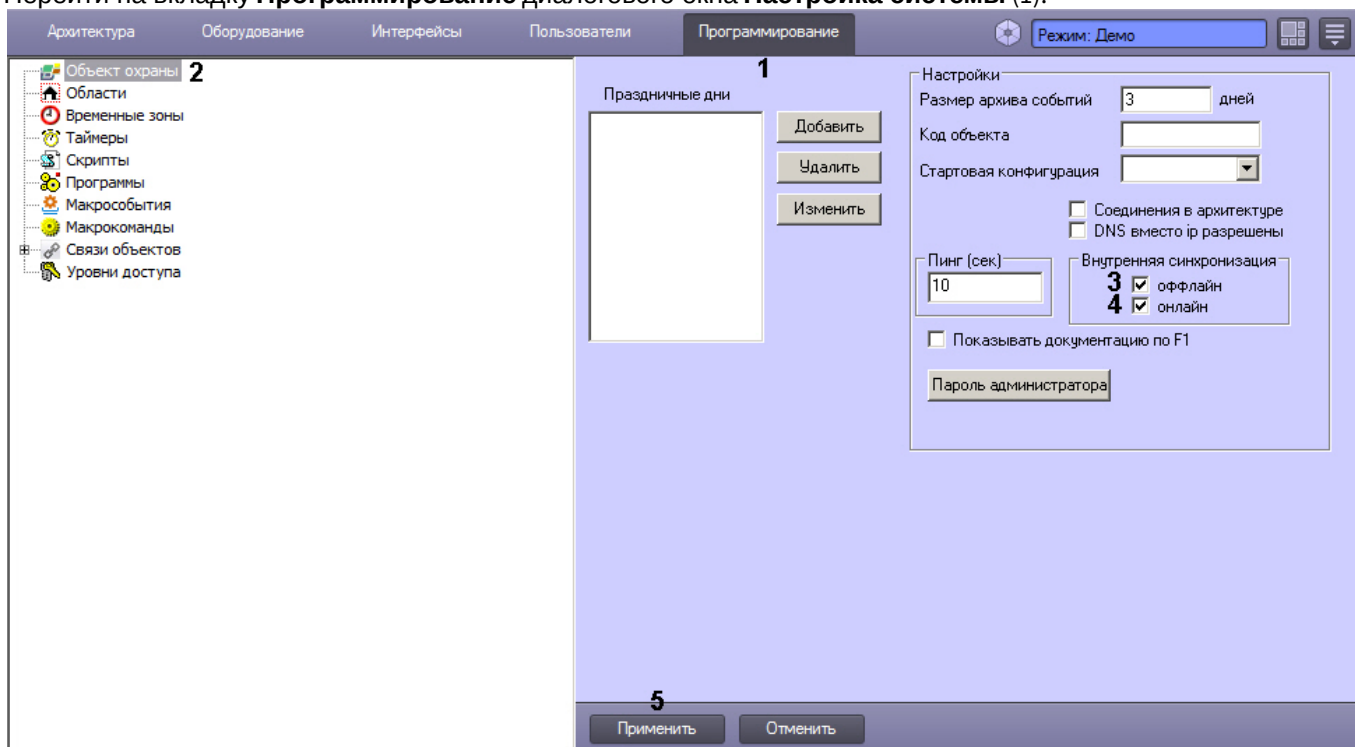 Перейти на вкладку Программирование диалогового окна Настройка системы (1).
Архитектура Оборудование Интерфейсы Пользователи Программирование Режим: Демо
1
Объект охраны 2
Области
Временные зоны
Таймеры
Скрипты
Программы
Макрособытия
Макрокоманды
Связи объектов
Уровни доступа
Праздничные дни
Добавить
Удалить
Изменить
Настройки
Размер архива событий 3 дней
Код объекта
Стартовая конфигурация
Соединения в архитектуре
DNS вместо ip разрешены
Пинг (сек)
10
Внутренняя синхронизация
3 оффлайн
4 онлайн
Показывать документацию по F1
Пароль администратора
5
Применить Отменить